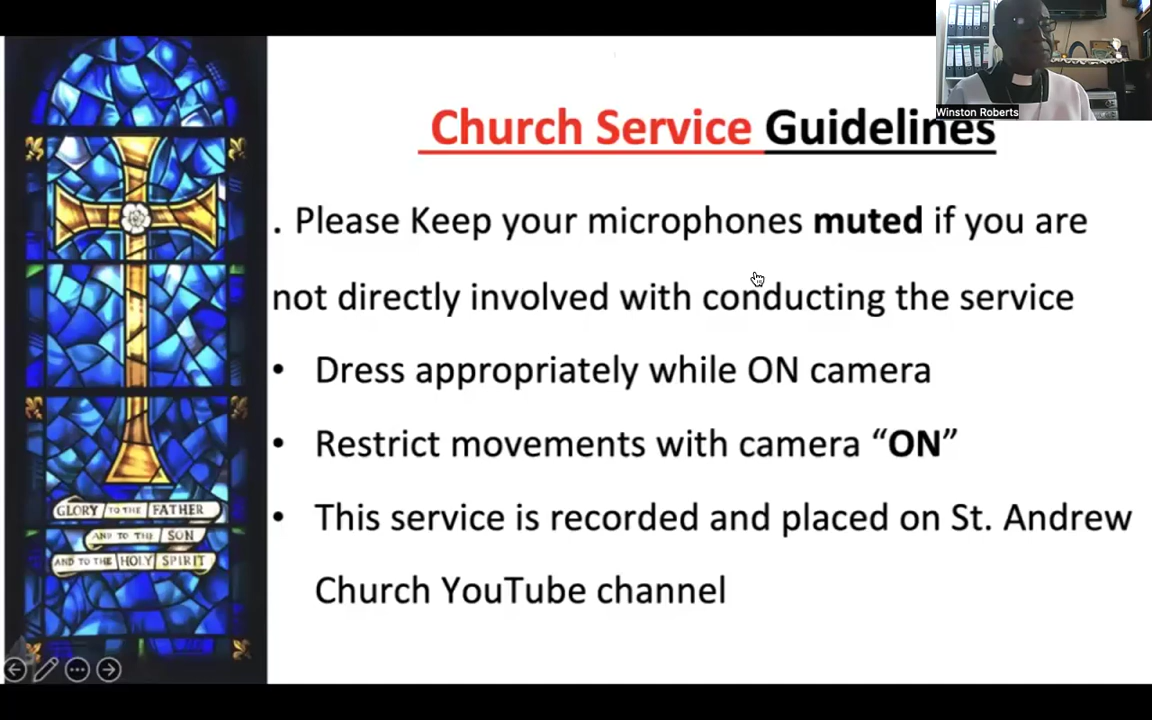 Winston Roberts
Church Service Guidelines
. Please Keep your microphones muted if you are
not directly involved with conducting the service
• Dress appropriately while ON camera
• Restrict movements with camera “ON”
• This service is recorded and placed on St. Andrew
Church YouTube channel
GLORY TO THE FATHER
AND TO THE SON
AND TO THE HOLY SPIRIT